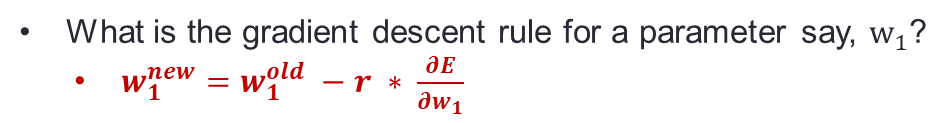 • What is the gradient descent rule for a parameter say, w₁?
• w₁ⁿᵉʷ = w₁ᵒˡᵈ − r * ∂E/∂w₁